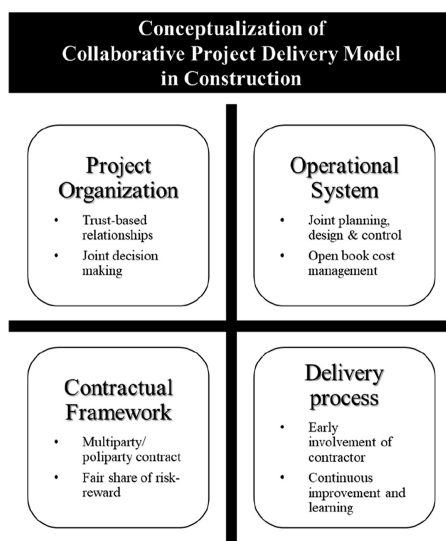 Conceptualization of
Collaborative Project Delivery Model
in Construction
Project
Organization
• Trust-based
relationships
• Joint decision
making
Operational
System
• Joint planning,
design & control
• Open book cost
management
Contractual
Framework
• Multiparty/
poliparty contract
• Fair share of risk-
reward
Delivery
process
• Early
involvement of
contractor
• Continuous
improvement and
learning